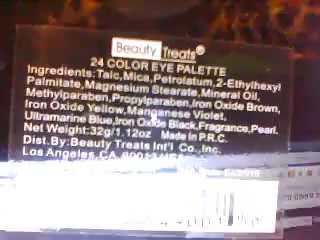 Beauty Treats®
24 COLOR EYE PALETTE
Ingredients:Talc,Mica,Petrolatum,2-Ethylhexyl
Palmitate,Magnesium Stearate,Mineral Oil,
Methylparaben,Propylparaben,Iron Oxide Brown,
Iron Oxide Yellow,Manganese Violet,
Ultramarine Blue,Iron Oxide Black,Fragrance,Pearl.
Net Weight:32g/1.12oz Made In P.R.C.
Dist.By:Beauty Treats Int'l Co.,Inc.
Los Angeles,CA